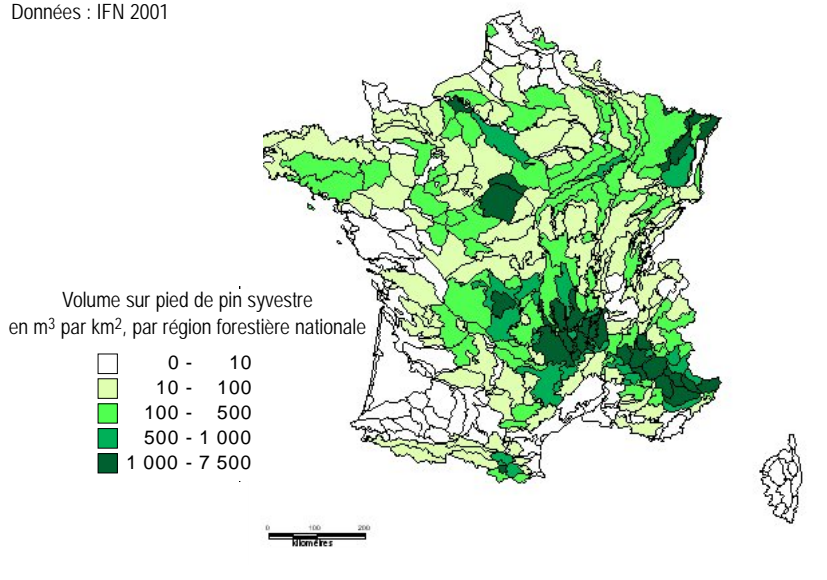 Données : IFN 2001
Volume sur pied de pin syvestre
en m3 par km2, par région forestière nationale
0 - 10
10 - 100
100 - 500
500 - 1 000
1 000 - 7 500
0 100 200
kilomètres